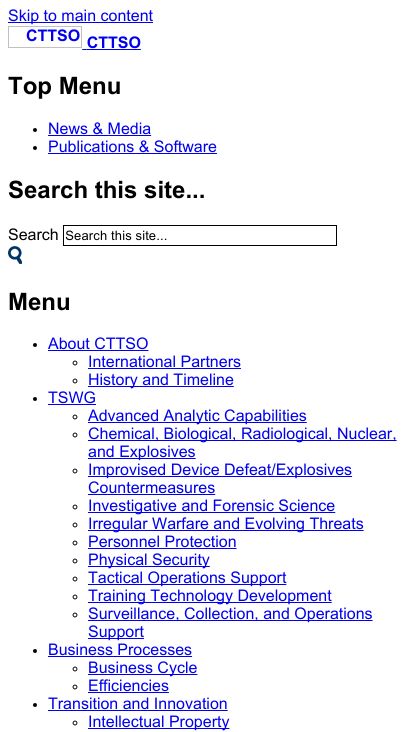 Skip to main content
CTTSO CTTSO
Top Menu
News & Media
Publications & Software
Search this site...
Search Search this site...
Menu
About CTTSO
International Partners
History and Timeline
TSWG
Advanced Analytic Capabilities
Chemical, Biological, Radiological, Nuclear,
and Explosives
Improvised Device Defeat/Explosives
Countermeasures
Investigative and Forensic Science
Irregular Warfare and Evolving Threats
Personnel Protection
Physical Security
Tactical Operations Support
Training Technology Development
Surveillance, Collection, and Operations
Support
Business Processes
Business Cycle
Efficiencies
Transition and Innovation
Intellectual Property